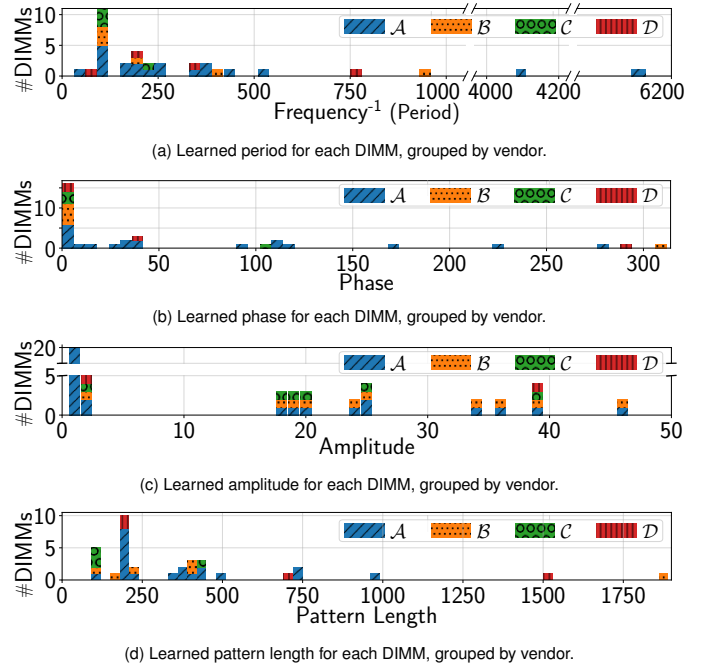 #DIMMs
10
5
0
A B C D
0 250 500 750 1000 4000 4200 6200
Frequency⁻¹ (Period)
(a) Learned period for each DIMM, grouped by vendor.
#DIMMs
10
0
A B C D
0 50 100 150 200 250 300
Phase
(b) Learned phase for each DIMM, grouped by vendor.
#DIMMs
20
5
0
A B C D
0 10 20 30 40 50
Amplitude
(c) Learned amplitude for each DIMM, grouped by vendor.
#DIMMs
10
5
0
A B C D
0 250 500 750 1000 1250 1500 1750
Pattern Length
(d) Learned pattern length for each DIMM, grouped by vendor.